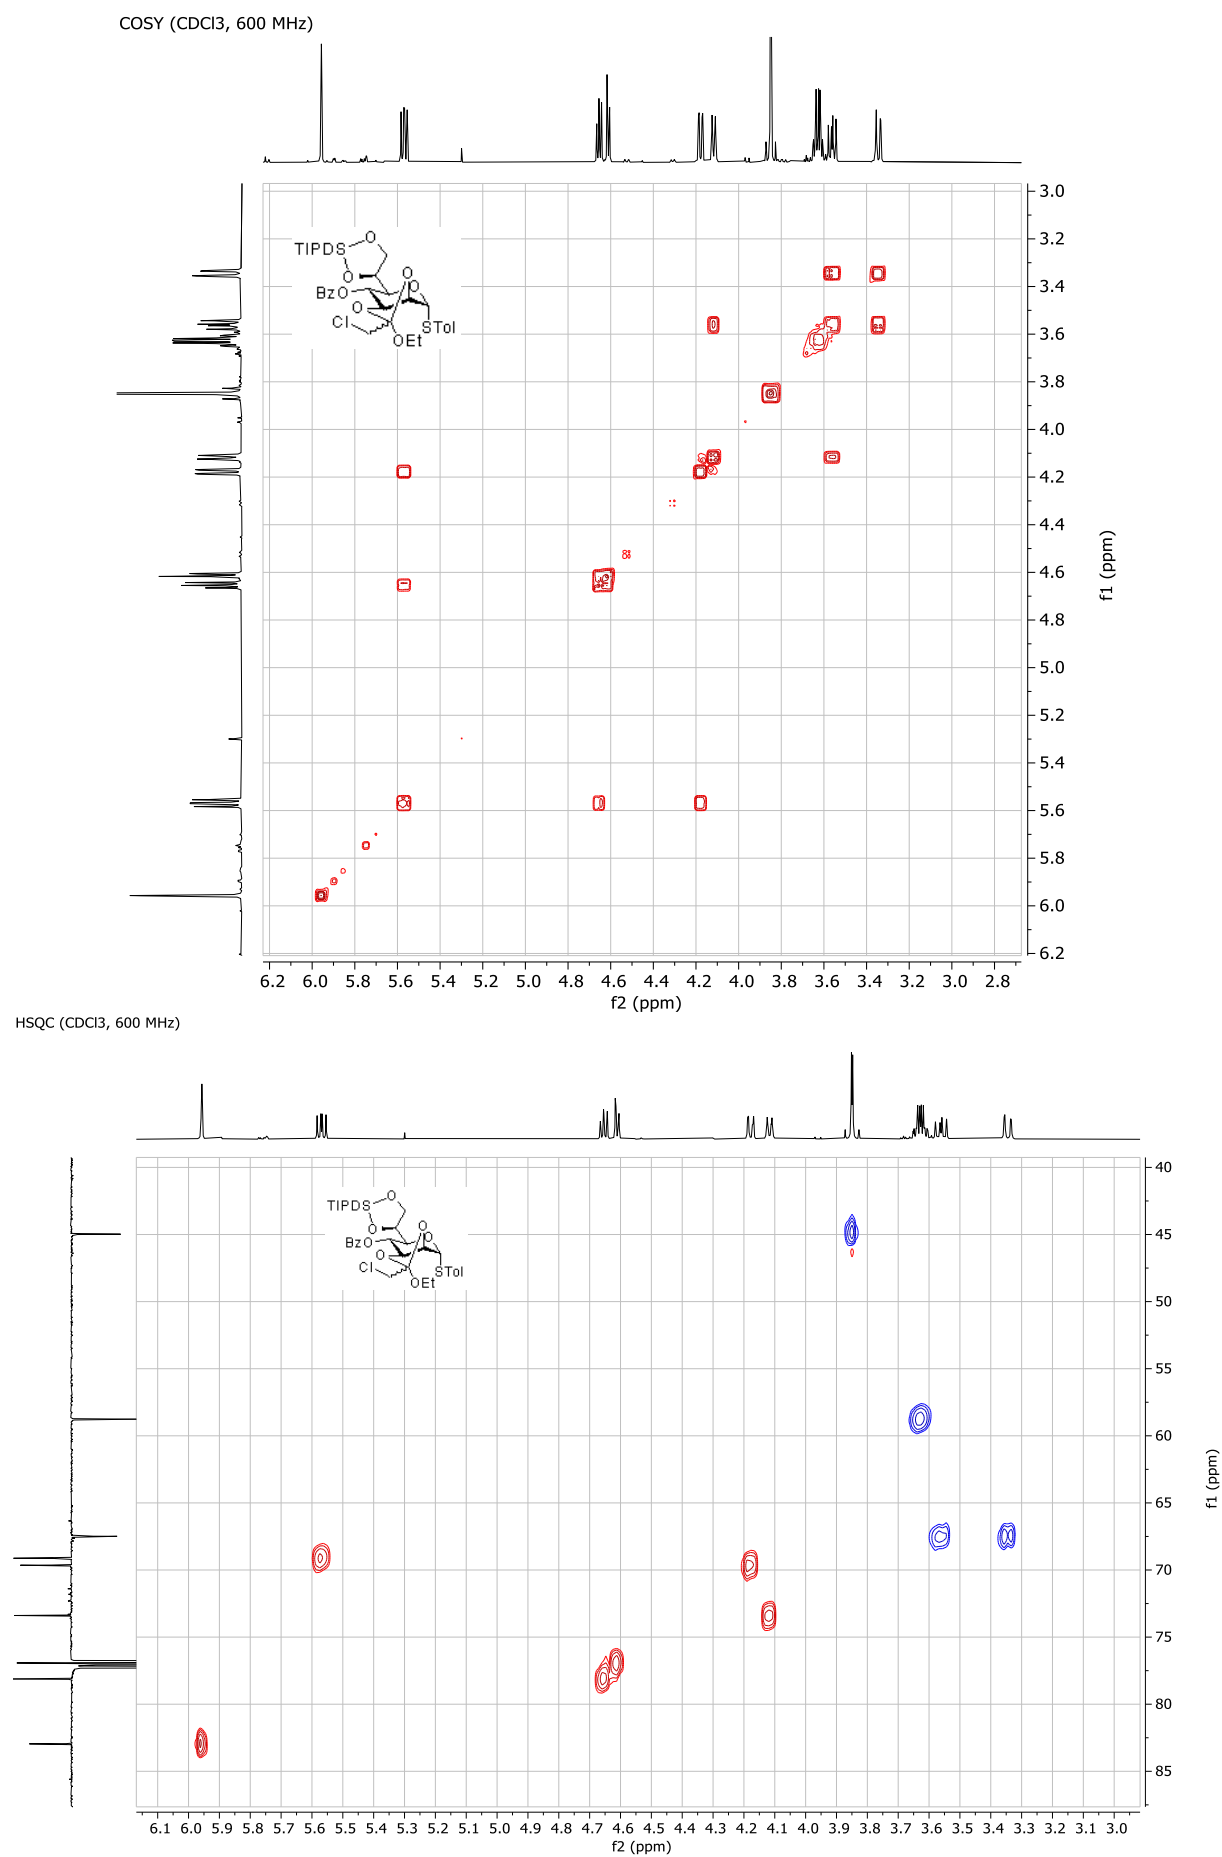 COSY (CDCl3, 600 MHz)
TIPDS
O
O
BzO
O
O
O
Cl
STol
OEt
3.0
3.2
3.4
3.6
3.8
4.0
4.2
4.4
4.6
4.8
5.0
5.2
5.4
5.6
5.8
6.0
6.2
f1 (ppm)
6.2 6.0 5.8 5.6 5.4 5.2 5.0 4.8 4.6 4.4 4.2 4.0 3.8 3.6 3.4 3.2 3.0 2.8
f2 (ppm)
HSQC (CDCl3, 600 MHz)
TIPDS
O
O
BzO
O
O
O
Cl
STol
OEt
40
45
50
55
60
65
70
75
80
85
f1 (ppm)
6.1 6.0 5.9 5.8 5.7 5.6 5.5 5.4 5.3 5.2 5.1 5.0 4.9 4.8 4.7 4.6 4.5 4.4 4.3 4.2 4.1 4.0 3.9 3.8 3.7 3.6 3.5 3.4 3.3 3.2 3.1 3.0
f2 (ppm)